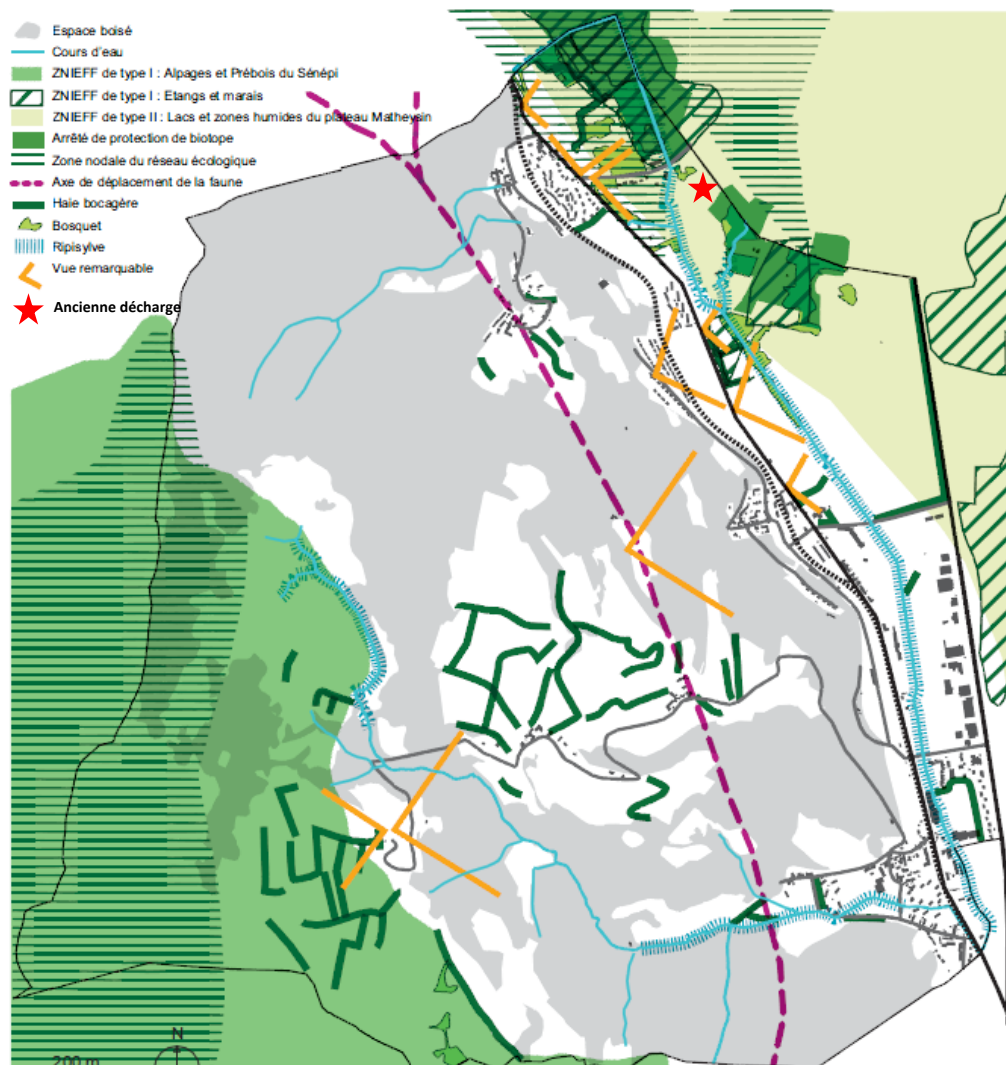 Espace boisé
Cours d'eau
ZNIEFF de type I : Alpages et Prébois du Sénépi
ZNIEFF de type I : Etangs et marais
ZNIEFF de type II : Lacs et zones humides du plateau Matheysin
Arrêté de protection de biotope
Zone nodale du réseau écologique
Axe de déplacement de la faune
Haie bocagère
Bosquet
Ripisylve
Vue remarquable
Ancienne décharge
N
200 m